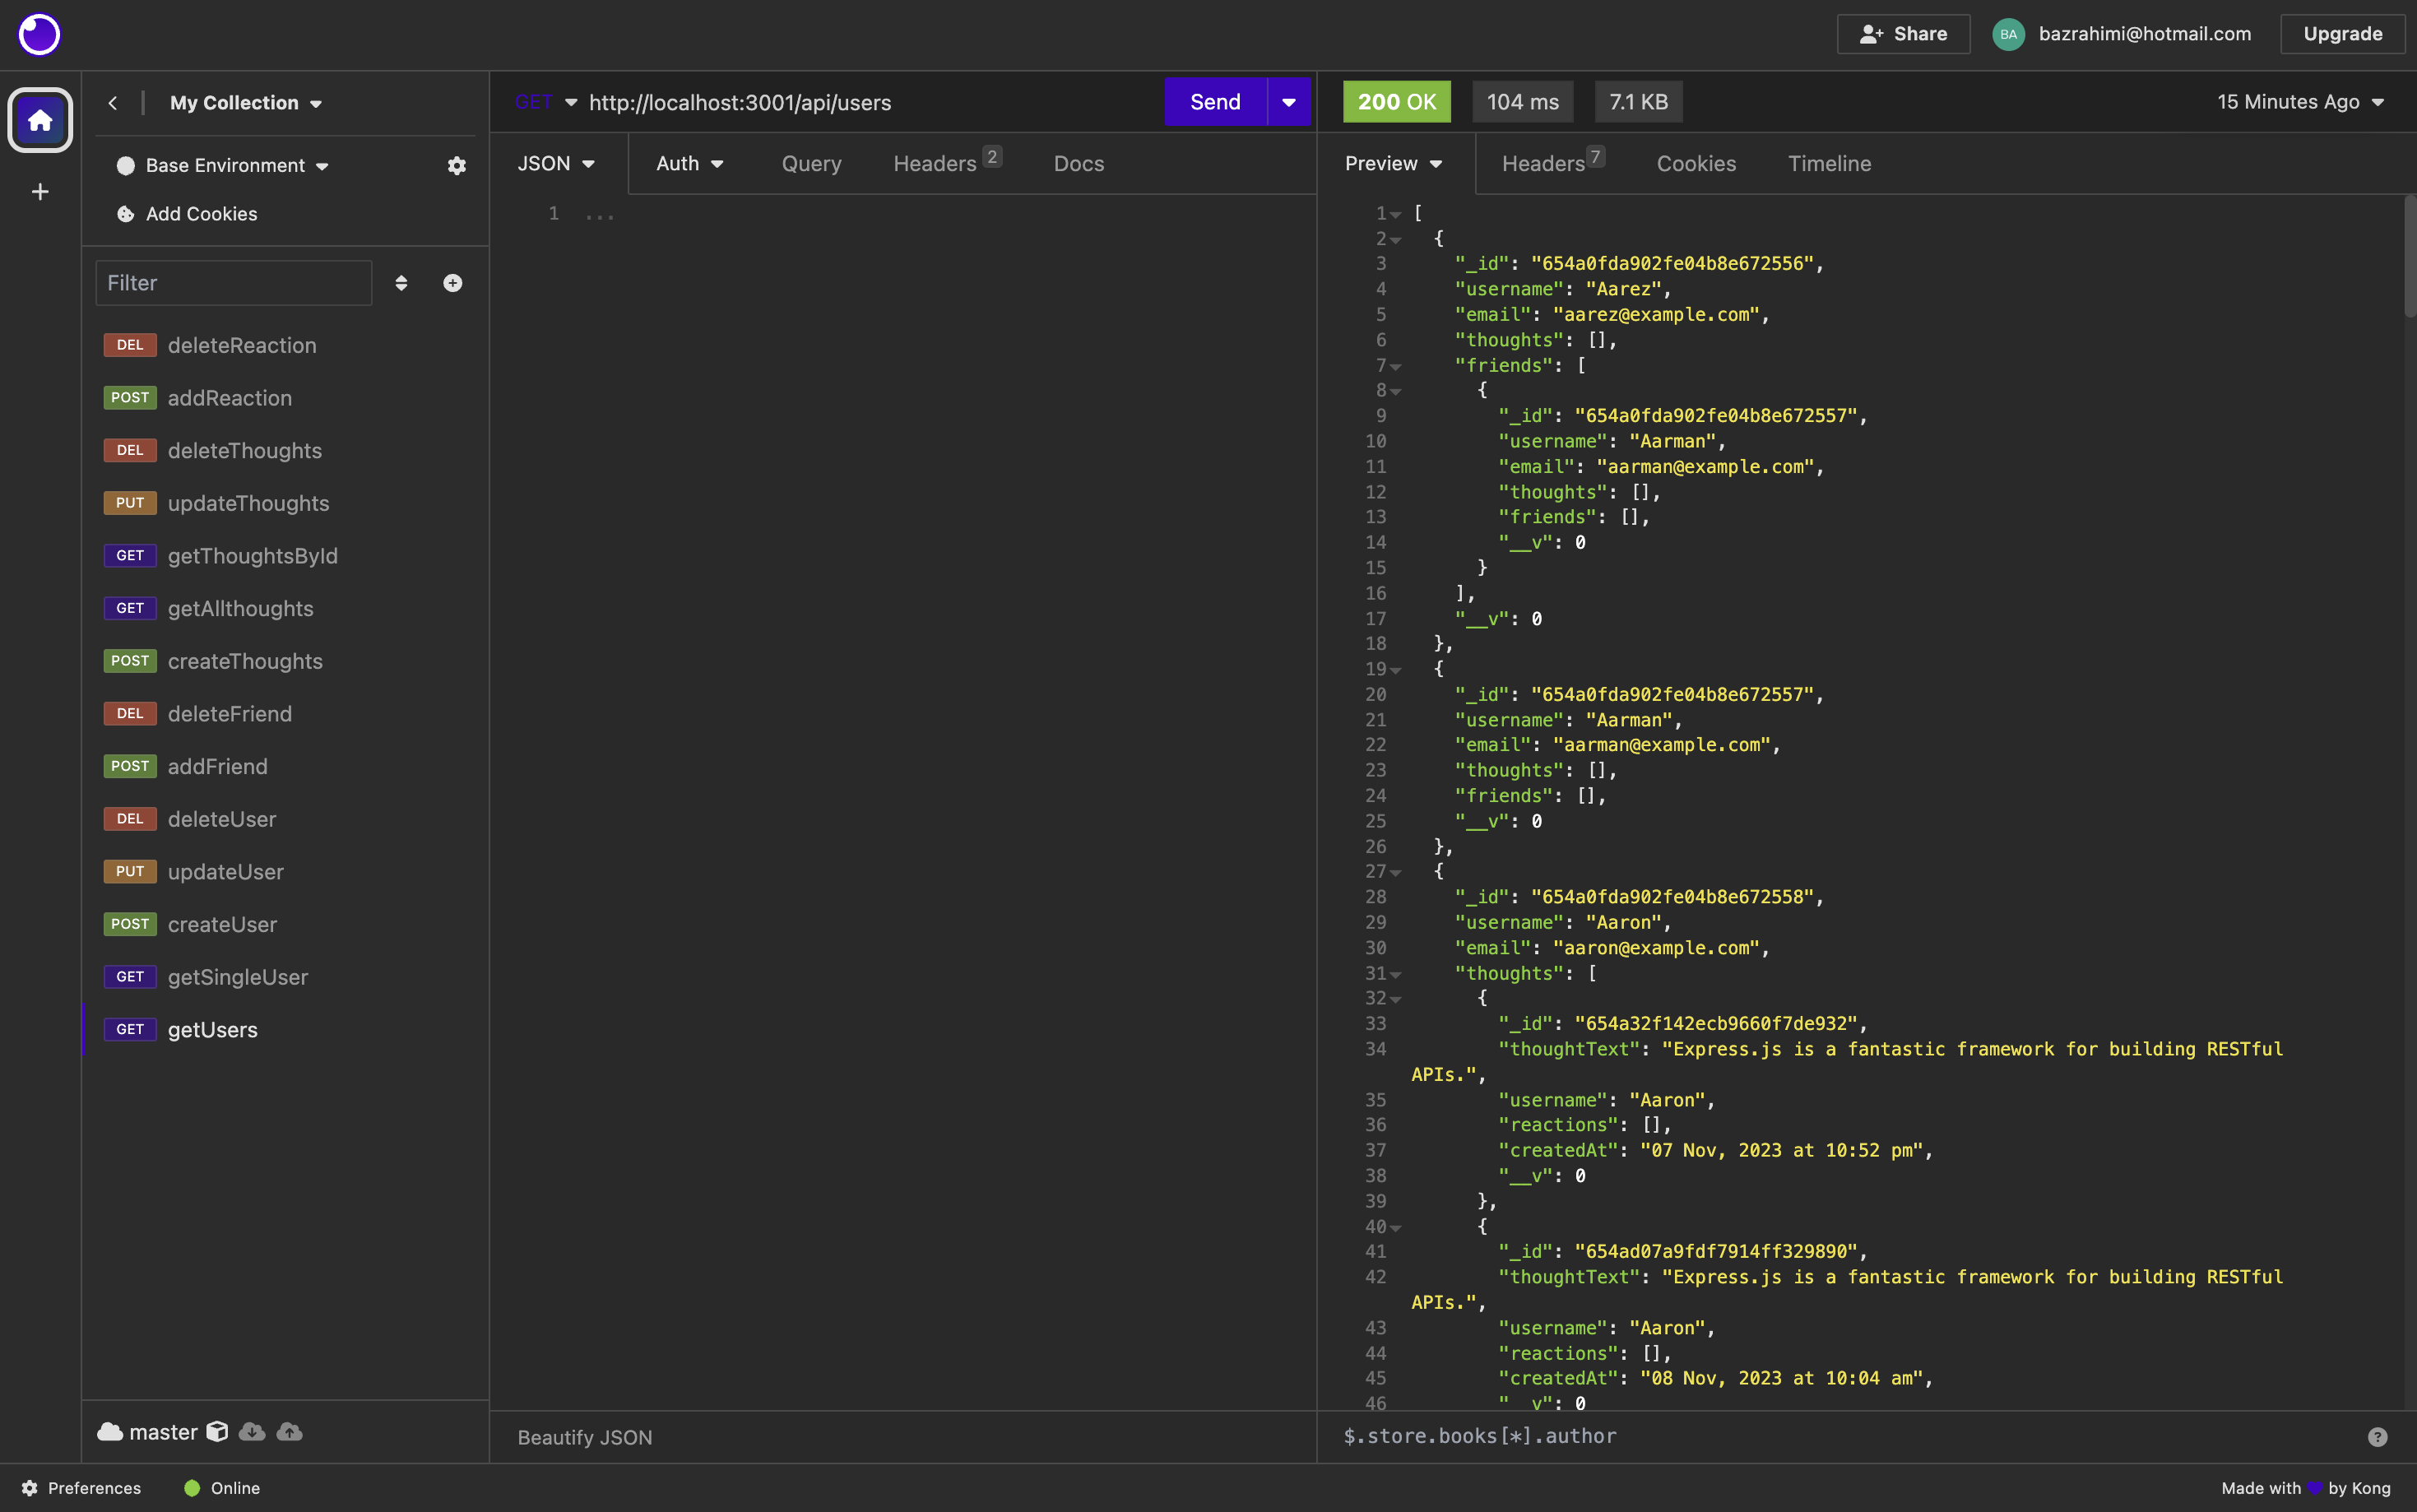 Share
BA
bazrahimi@hotmail.com
Upgrade
My Collection
Base Environment
Add Cookies
Filter
DEL deleteReaction
POST addReaction
DEL deleteThoughts
PUT updateThoughts
GET getThoughtsById
GET getAllthoughts
POST createThoughts
DEL deleteFriend
POST addFriend
DEL deleteUser
PUT updateUser
POST createUser
GET getSingleUser
GET getUsers
master
GET http://localhost:3001/api/users Send
JSON Auth Query Headers 2 Docs
1 ...
Beautify JSON
200 OK 104 ms 7.1 KB 15 Minutes Ago
Preview Headers 7 Cookies Timeline
1 [
2 {
3 "_id": "654a0fda902fe04b8e672556",
4 "username": "Aarez",
5 "email": "aarez@example.com",
6 "thoughts": [],
7 "friends": [
8 {
9 "_id": "654a0fda902fe04b8e672557",
10 "username": "Aarman",
11 "email": "aarman@example.com",
12 "thoughts": [],
13 "friends": [],
14 "__v": 0
15 }
16 ],
17 "__v": 0
18 },
19 {
20 "_id": "654a0fda902fe04b8e672557",
21 "username": "Aarman",
22 "email": "aarman@example.com",
23 "thoughts": [],
24 "friends": [],
25 "__v": 0
26 },
27 {
28 "_id": "654a0fda902fe04b8e672558",
29 "username": "Aaron",
30 "email": "aaron@example.com",
31 "thoughts": [
32 {
33 "_id": "654a32f142ecb9660f7de932",
34 "thoughtText": "Express.js is a fantastic framework for building RESTful
APIs.",
35 "username": "Aaron",
36 "reactions": [],
37 "createdAt": "07 Nov, 2023 at 10:52 pm",
38 "__v": 0
39 },
40 {
41 "_id": "654ad07a9fdf7914ff329890",
42 "thoughtText": "Express.js is a fantastic framework for building RESTful
APIs.",
43 "username": "Aaron",
44 "reactions": [],
45 "createdAt": "08 Nov, 2023 at 10:04 am",
46 "__v": 0
$.store.books[*].author
Preferences
Online
Made with by Kong